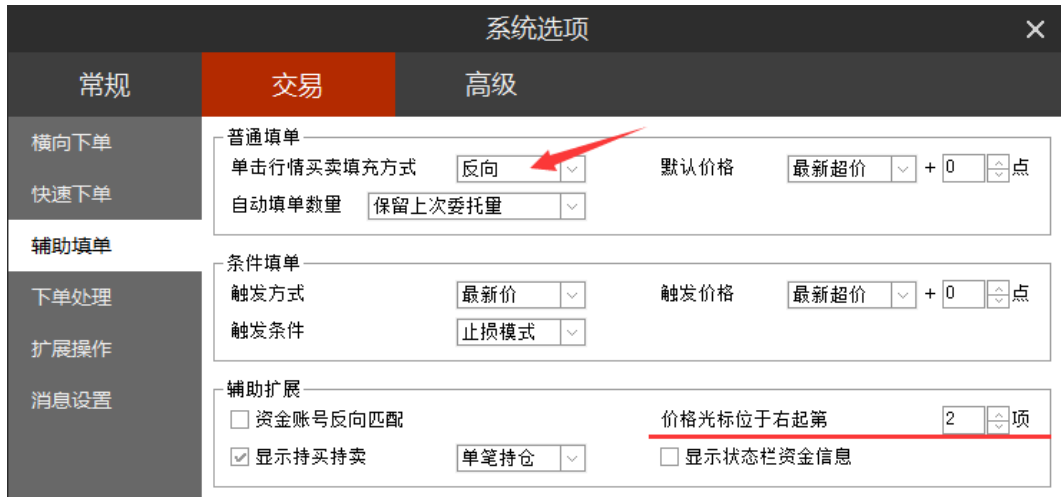 系统选项
常规 交易 高级
横向下单
快速下单
辅助填单
下单处理
扩展操作
消息设置
普通填单
单击行情买卖填充方式 反向 默认价格 最新超价 + 0 点
自动填单数量 保留上次委托量
条件填单
触发方式 最新价 触发价格 最新超价 + 0 点
触发条件 止损模式
辅助扩展
资金账号反向匹配 价格光标位于右起第 2 项
显示持买持卖 单笔持仓 显示状态栏资金信息